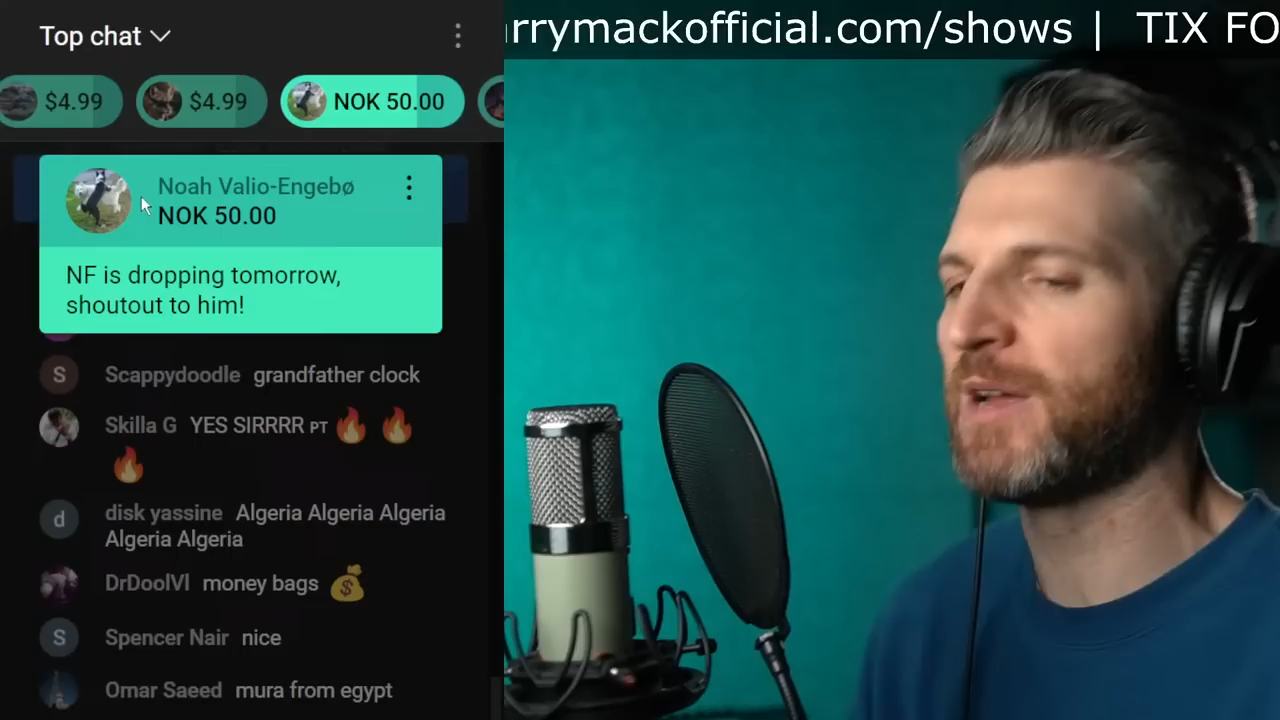 Top chat
rrymackofficial.com/shows | TIX FO
$4.99
$4.99
NOK 50.00
Noah Valio-Engebø
NOK 50.00
NF is dropping tomorrow,
shoutout to him!
S
Scappydoodle grandfather clock
Skilla G YES SIRRRR PT 🔥 🔥
🔥
d
disk yassine Algeria Algeria Algeria
Algeria Algeria
DrDoolVI money bags 💰
S
Spencer Nair nice
Omar Saeed mura from egypt